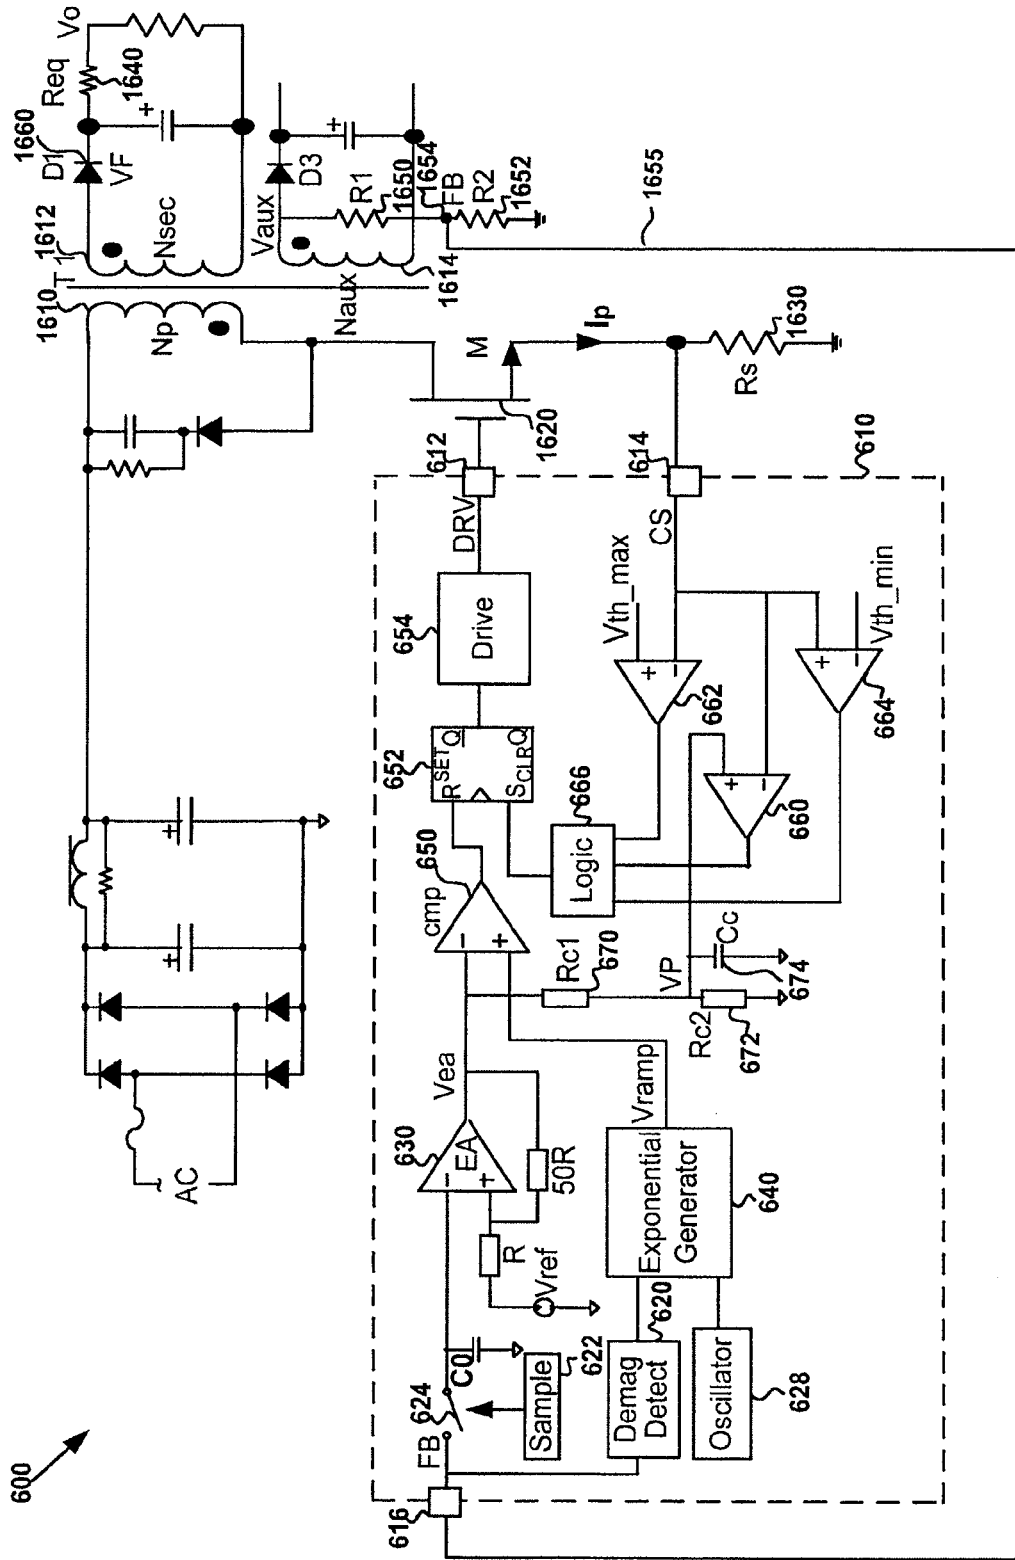 600
AC
1610
T1
1612
Np
Nsec
D1
VF
1660
Req
1640
Vo
+
+
+
+
Naux
Vaux
1614
D3
R1
1650
1654
FB
R2
1652
1655
M
1620
Ip
Rs
1630
612
DRV
1614
CS
610
616
FB
624
C0
Sample
622
Vref
R
50R
630
EA
-
+
Vea
cmp
650
-
+
652
R SET Q
S CLR Q
654
Drive
Demag Detect
620
Oscillator
628
Exponential Generator
640
Vramp
Rc1
670
VP
Rc2
672
Cc
674
Logic
666
Vth_max
+
-
662
+
-
660
Vth_min
+
-
664